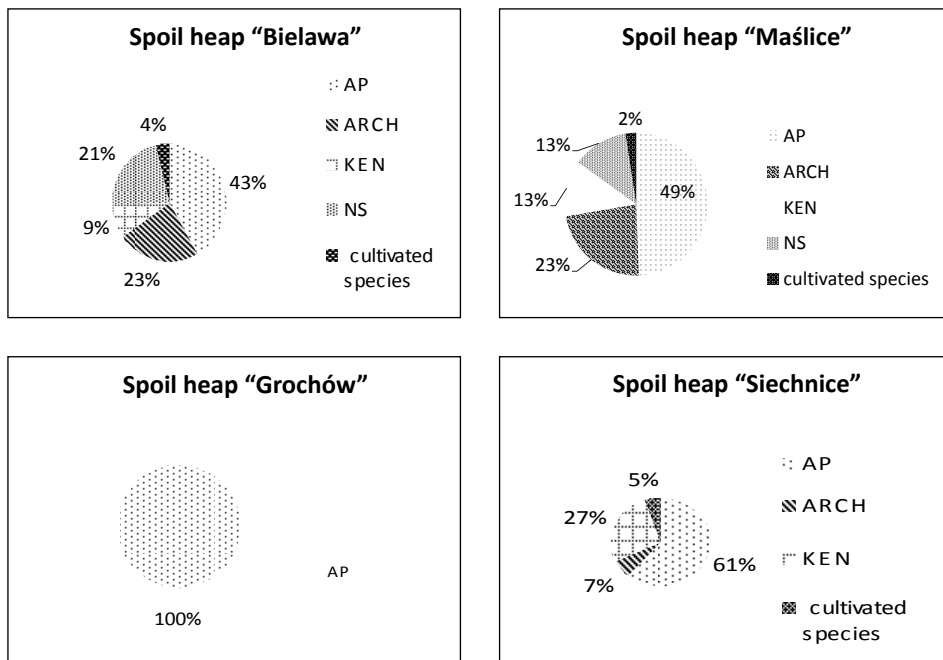 Spoil heap “Bielawa”
AP
ARCH
KEN
NS
cultivated
species
4%
21%
43%
9%
23%
Spoil heap “Maślice”
AP
ARCH
KEN
NS
cultivated species
2%
13%
49%
13%
23%
Spoil heap “Grochów”
AP
100%
Spoil heap “Siechnice”
AP
ARCH
KEN
cultivated
species
5%
27%
61%
7%